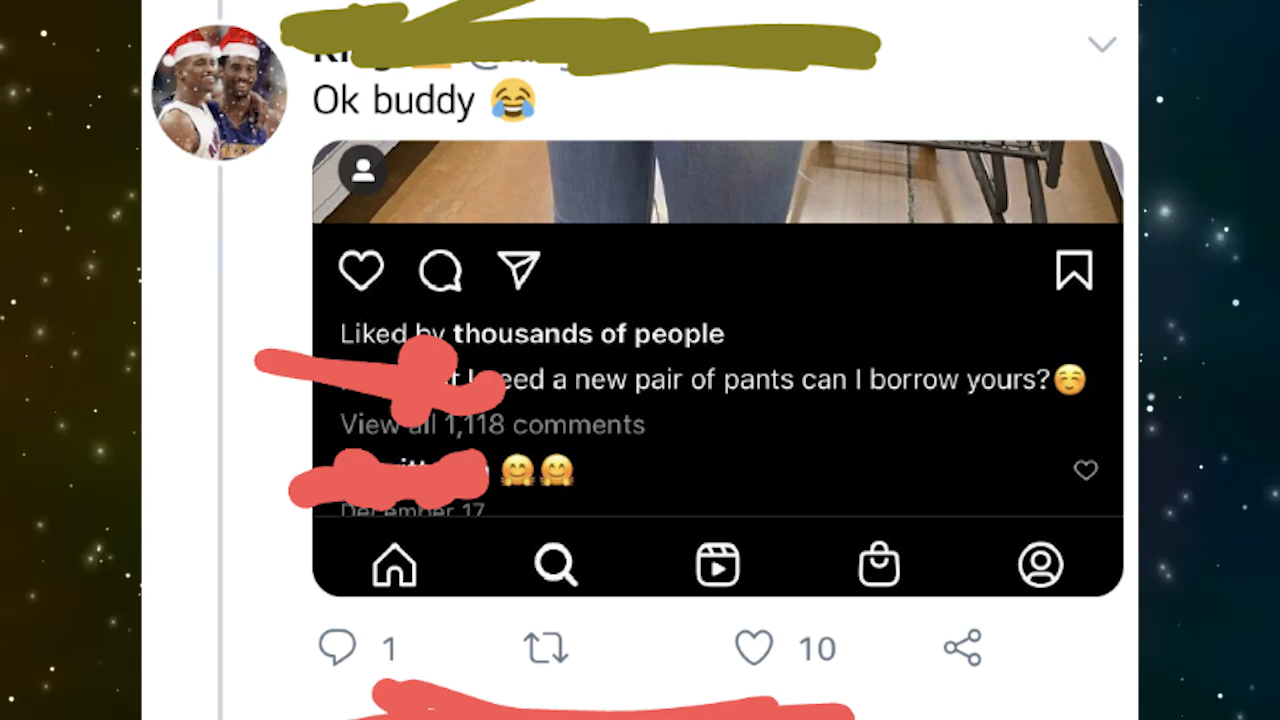 Ok buddy 😂
Liked by thousands of people
a new pair of pants can I borrow yours?☺️
View all 1,118 comments
🤗🤗
December 17
1 10